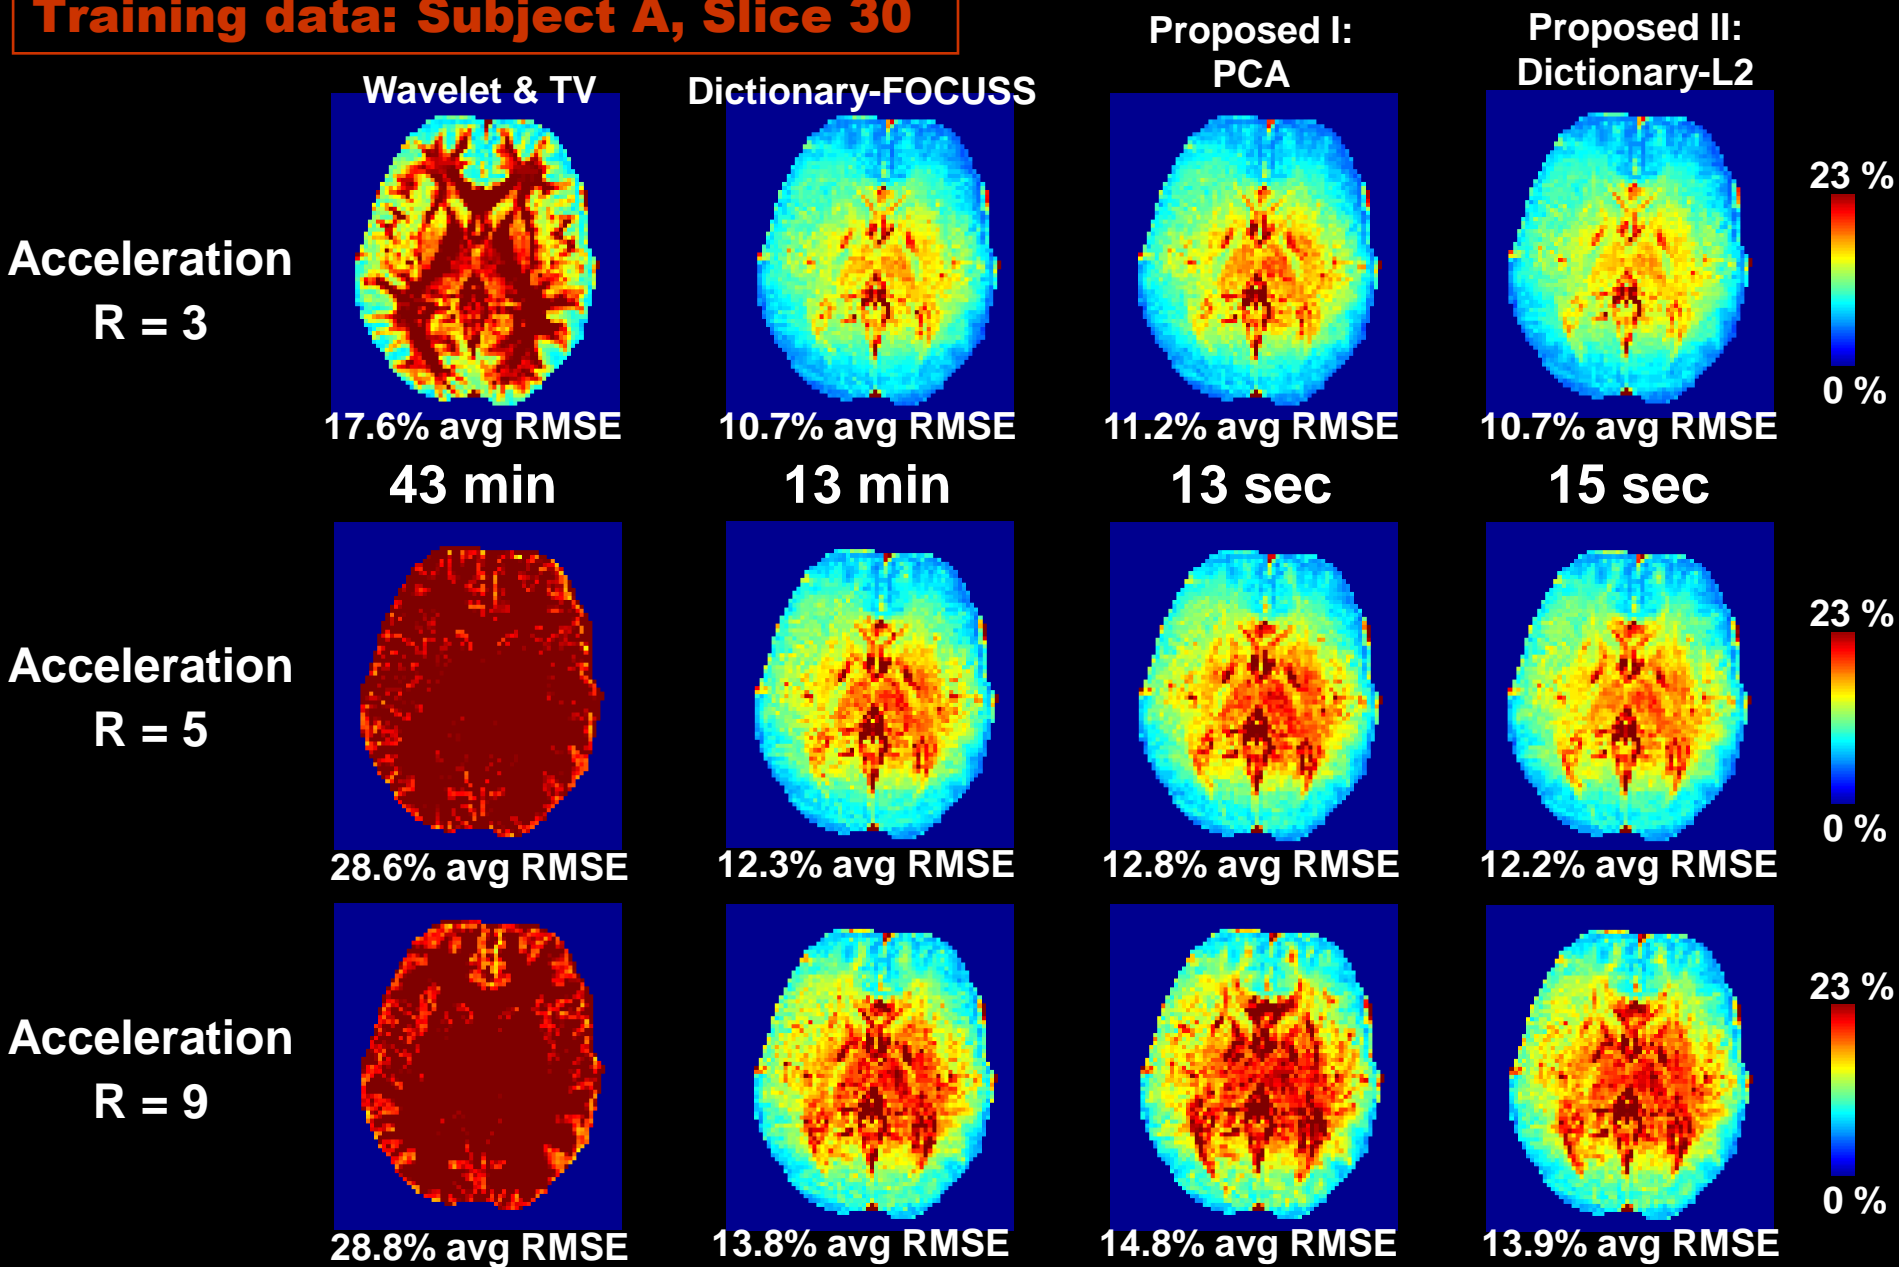 Training data: Subject A, Slice 30
Wavelet & TV
Dictionary-FOCUSS
Proposed I:
PCA
Proposed II:
Dictionary-L2
Acceleration
R = 3
23 %
0 %
17.6% avg RMSE
10.7% avg RMSE
11.2% avg RMSE
10.7% avg RMSE
43 min
13 min
13 sec
15 sec
Acceleration
R = 5
23 %
0 %
28.6% avg RMSE
12.3% avg RMSE
12.8% avg RMSE
12.2% avg RMSE
Acceleration
R = 9
23 %
0 %
28.8% avg RMSE
13.8% avg RMSE
14.8% avg RMSE
13.9% avg RMSE